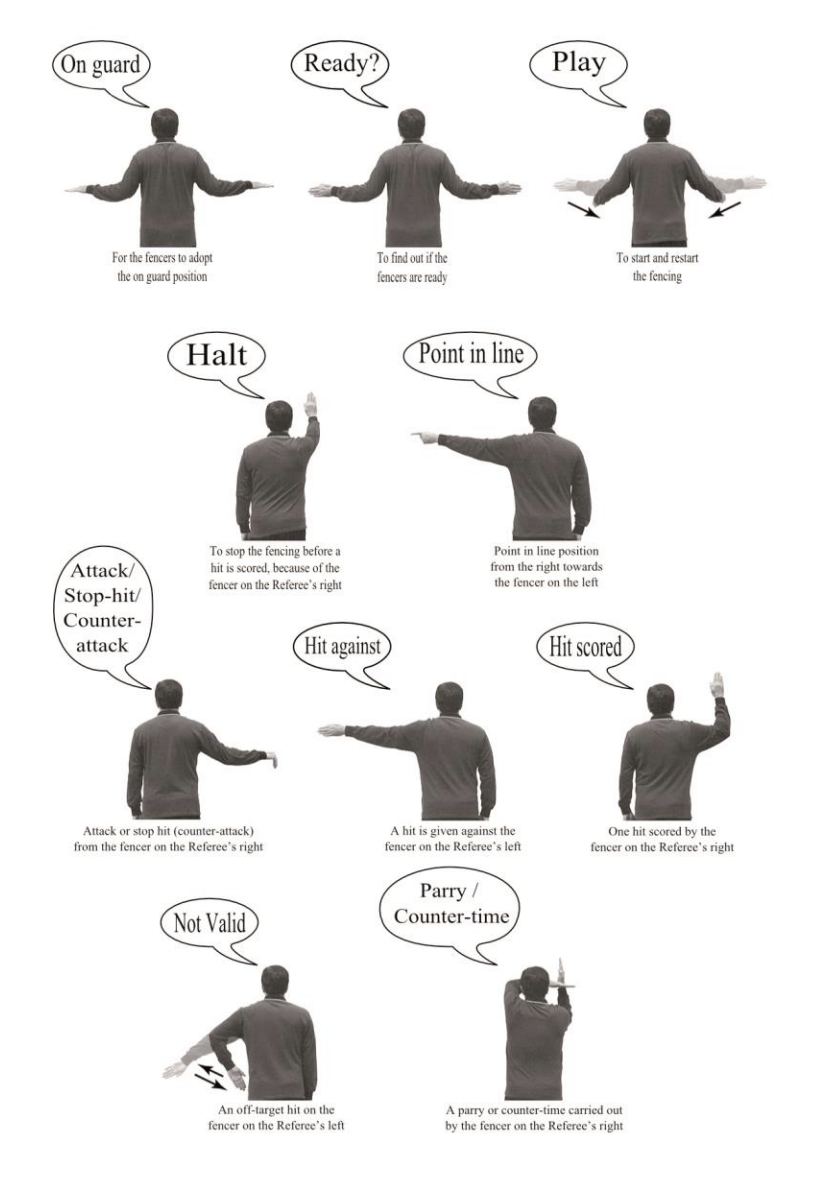 On guard
Ready?
Play
For the fencers to adopt
the on guard position
To find out if the
fencers are ready
To start and restart
the fencing
Halt
Point in line
To stop the fencing before a
hit is scored, because of the
fencer on the Referee's right
Point in line position
from the right towards
the fencer on the left
Attack/
Stop-hit/
Counter-
attack
Hit against
Hit scored
Attack or stop hit (counter-attack)
from the fencer on the Referee's right
A hit is given against the
fencer on the Referee's left
One hit scored by the
fencer on the Referee's right
Not Valid
Parry /
Counter-time
An off-target hit on the
fencer on the Referee's left
A parry or counter-time carried out
by the fencer on the Referee's right